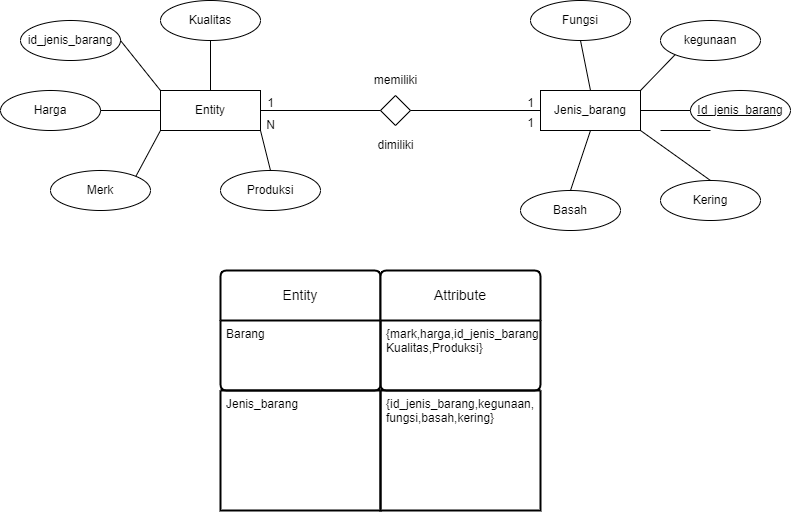 Kualitas
Fungsi
id_jenis_barang
kegunaan
memiliki
Harga
Entity
1
N
1
1
Jenis_barang
Id_jenis_barang
dimiliki
Merk
Produksi
Basah
Kering
Entity
Attribute
Barang
{mark,harga,id_jenis_barang
Kualitas,Produksi}
Jenis_barang
{id_jenis_barang,kegunaan,
fungsi,basah,kering}